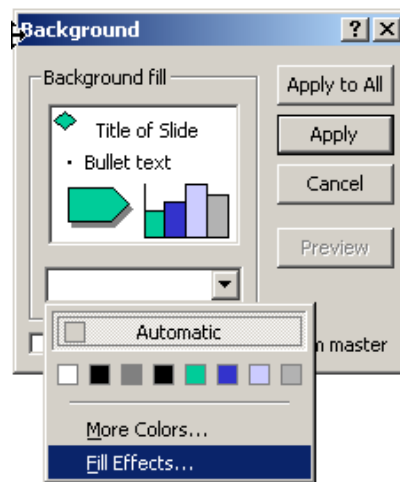 Background
Background fill
Title of Slide
• Bullet text
Apply to All
Apply
Cancel
Preview
Automatic
master
More Colors...
Fill Effects...